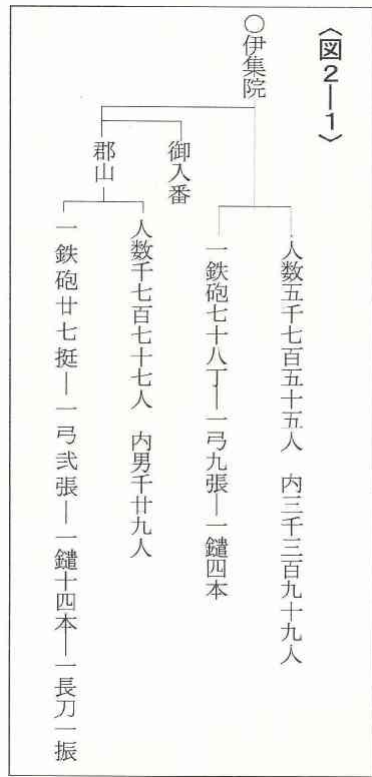 〈図2—1〉
○伊集院
人数五千七百五十五人　内三千三百九十九人
一鉄砲七十八丁—一弓九張—一鑓四本
御入番
郡山
人数千七百七十七人　内男千廿九人
一鉄砲廿七挺—一弓弐張—一鑓十四本—一長刀一振